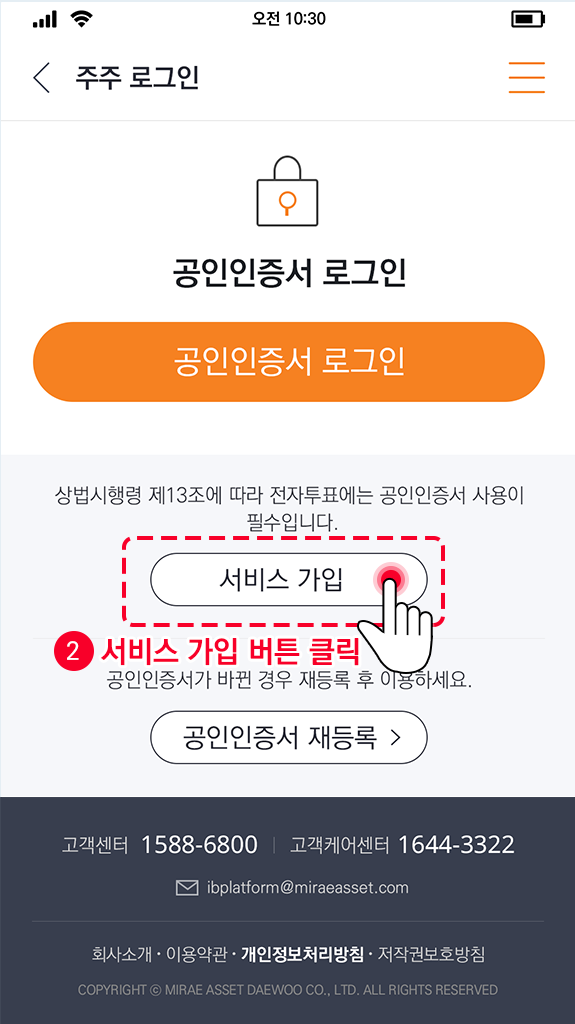 오전 10:30
주주 로그인
공인인증서 로그인
공인인증서 로그인
상법시행령 제13조에 따라 전자투표에는 공인인증서 사용이
필수입니다.
서비스 가입
2 서비스 가입 버튼 클릭
공인인증서가 바뀐 경우 재등록 후 이용하세요.
공인인증서 재등록 >
고객센터 1588-6800 | 고객케어센터 1644-3322
ibplatform@miraeasset.com
회사소개 · 이용약관 · 개인정보처리방침 · 저작권보호방침
COPYRIGHT ⓒ MIRAE ASSET DAEWOO CO., LTD. ALL RIGHTS RESERVED